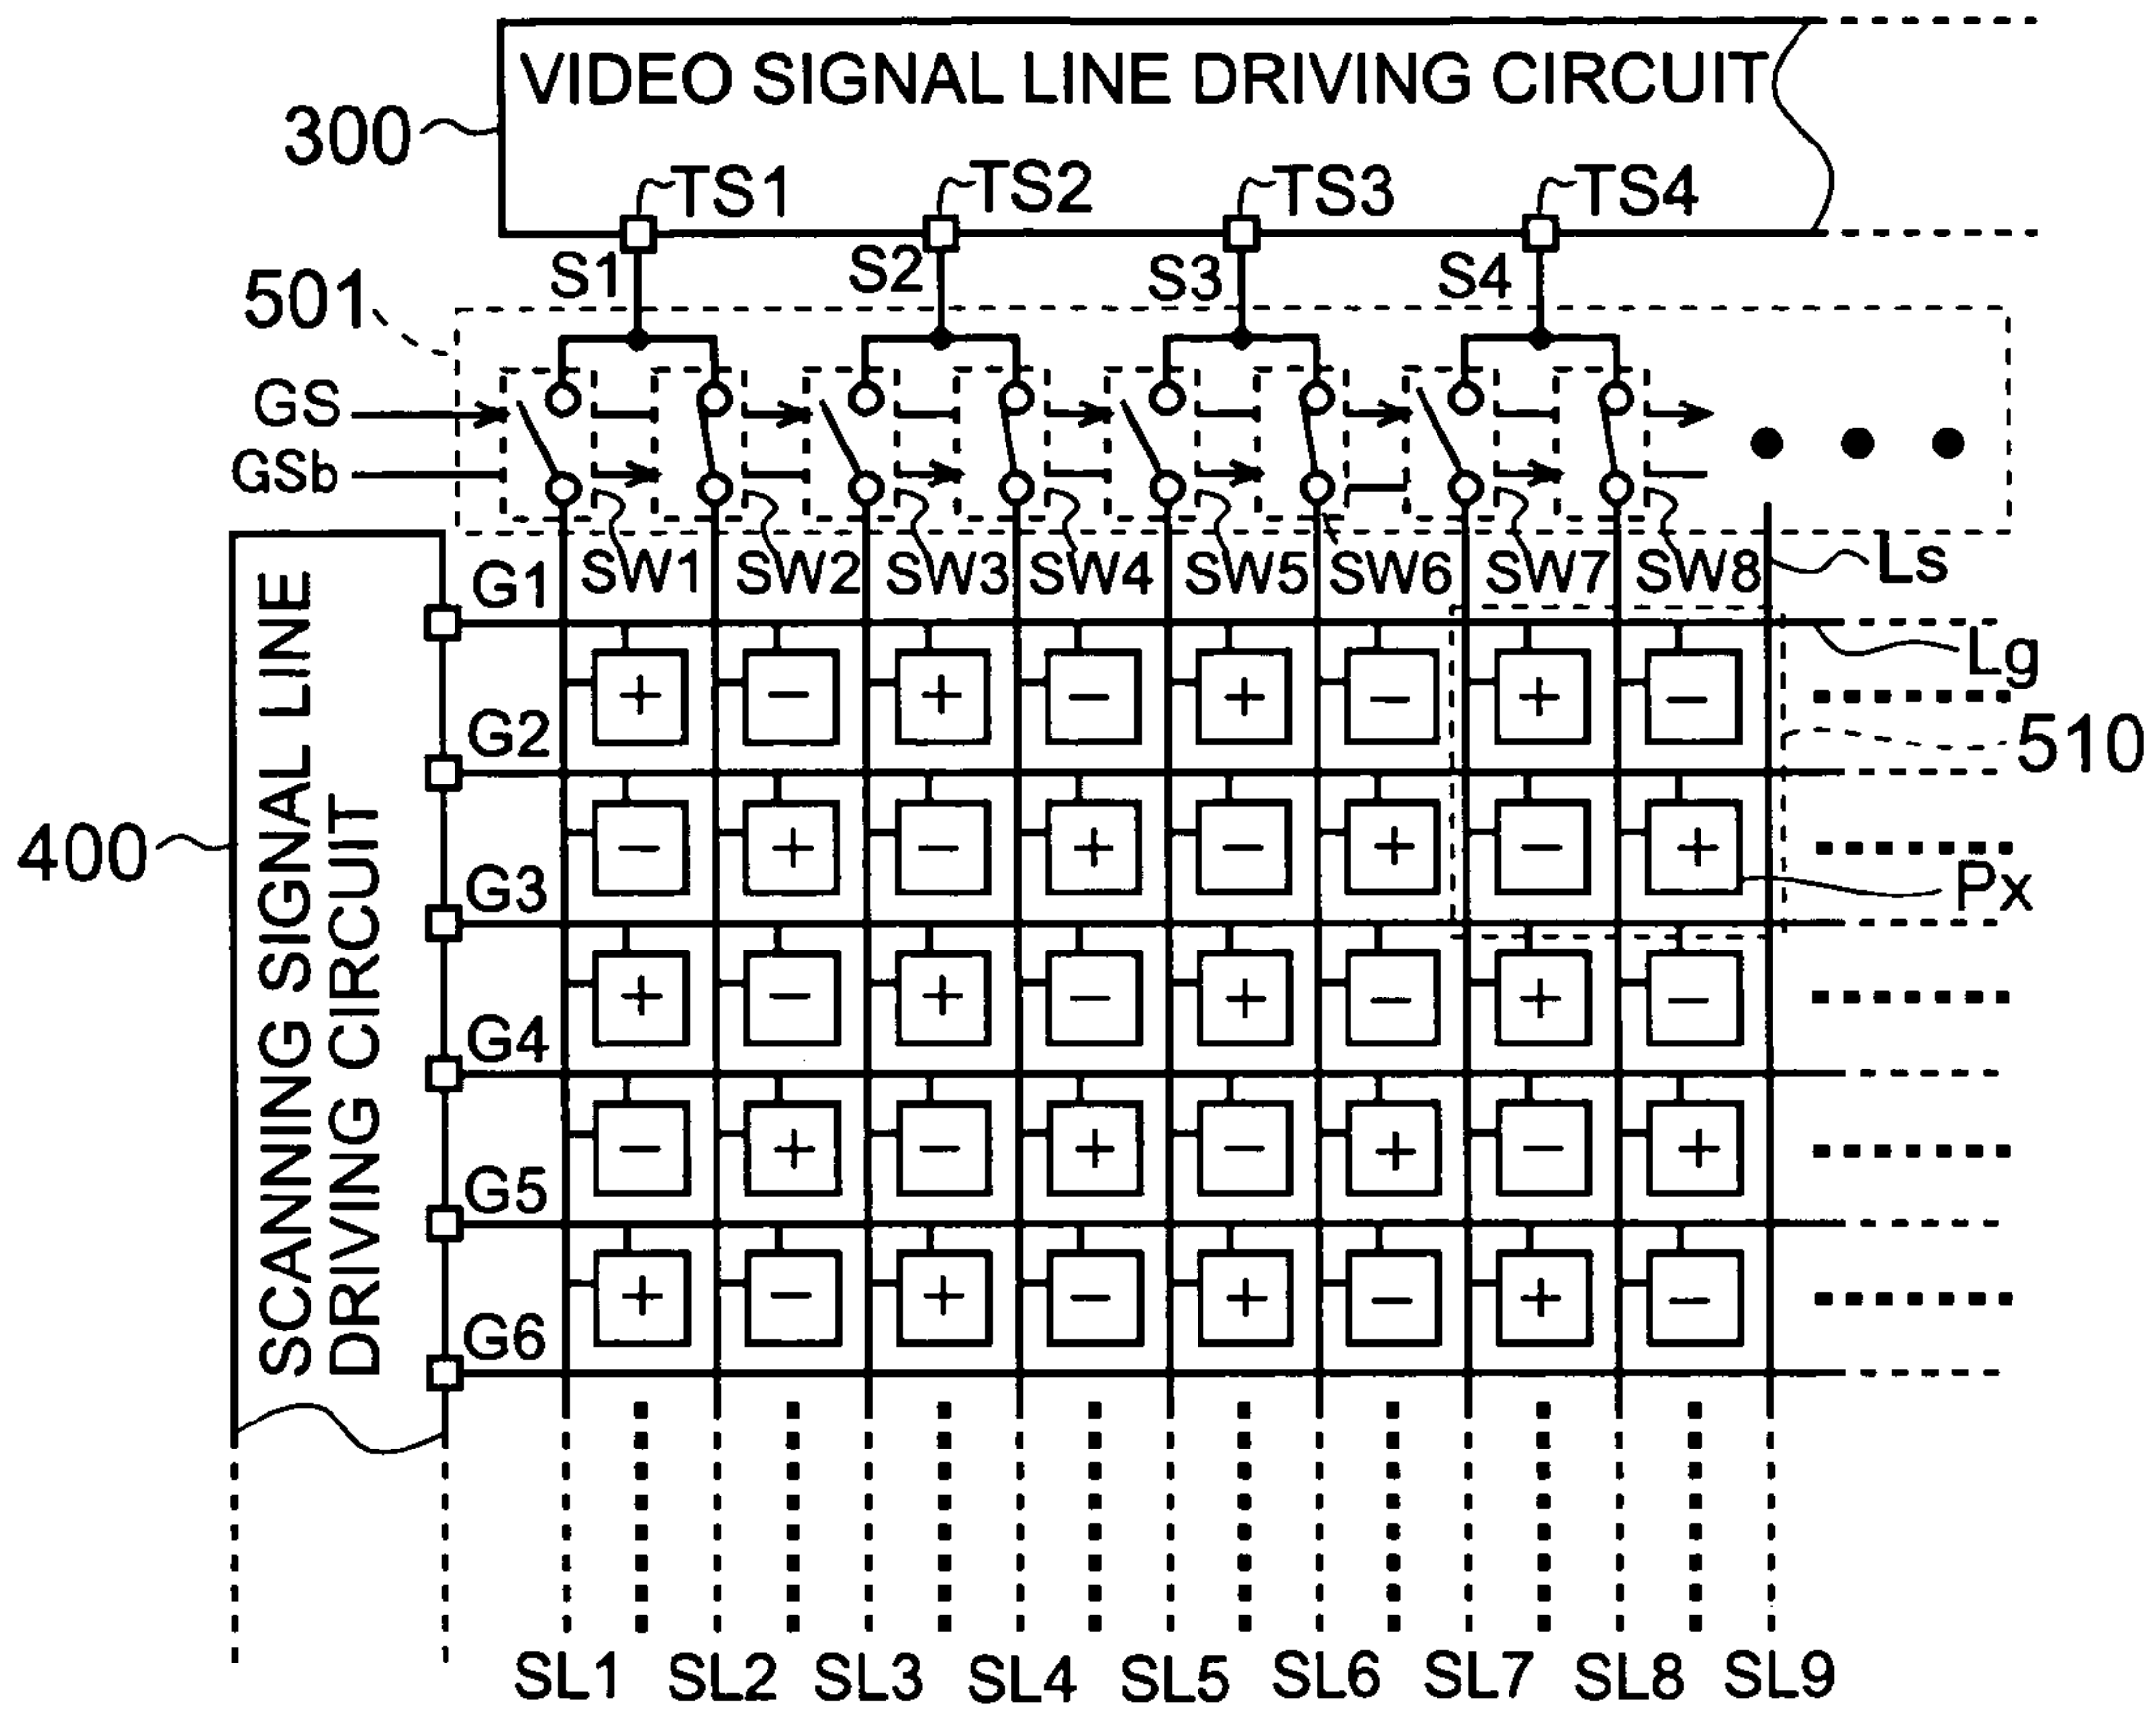 VIDEO SIGNAL LINE DRIVING CIRCUIT
300
TS1 TS2 TS3 TS4
S1 S2 S3 S4
501
GS
GSb
SW1 SW2 SW3 SW4 SW5 SW6 SW7 SW8 Ls
SCANNING SIGNAL LINE
DRIVING CIRCUIT
400
G1
Lg
+ − + − + − + −
G2
510
− + − + − + − +
G3
Px
+ − + − + − + −
G4
− + − + − + − +
G5
+ − + − + − + −
G6
SL1 SL2 SL3 SL4 SL5 SL6 SL7 SL8 SL9